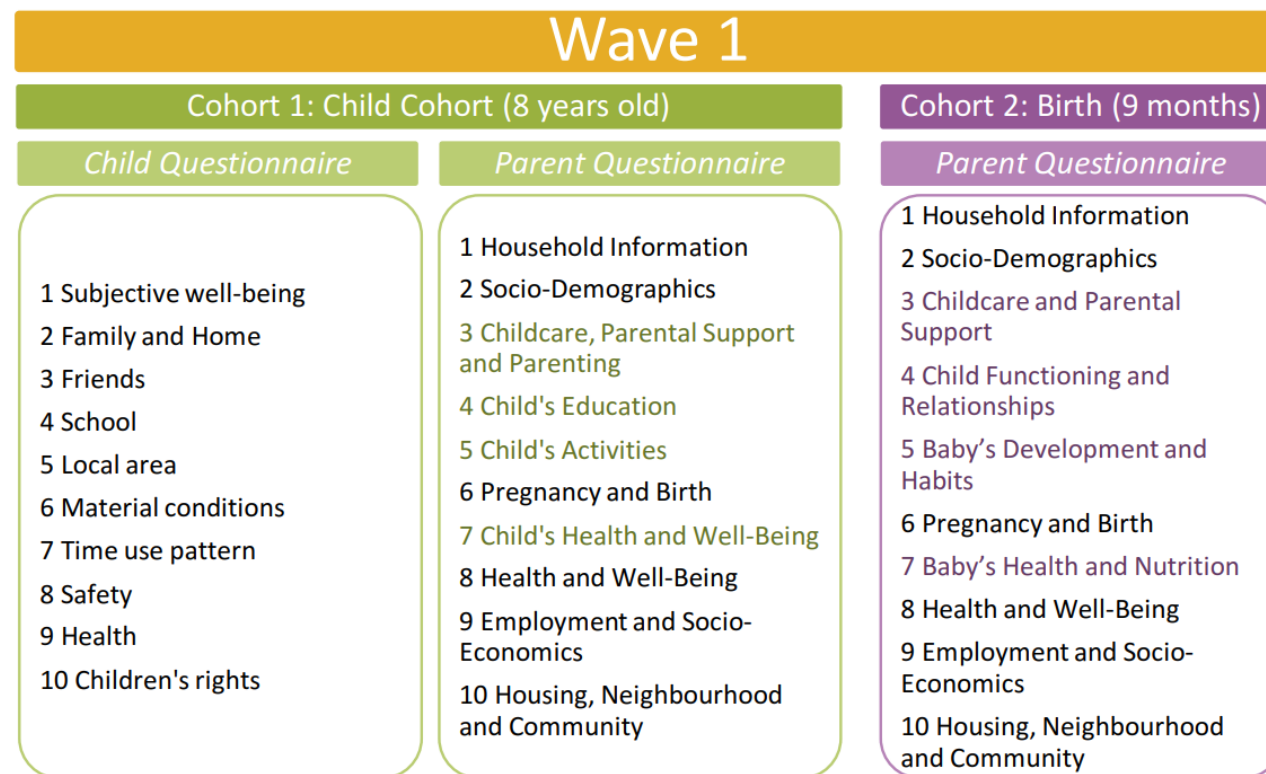 Wave 1
Cohort 1: Child Cohort (8 years old)
Child Questionnaire
1 Subjective well-being
2 Family and Home
3 Friends
4 School
5 Local area
6 Material conditions
7 Time use pattern
8 Safety
9 Health
10 Children's rights
Parent Questionnaire
1 Household Information
2 Socio-Demographics
3 Childcare, Parental Support
and Parenting
4 Child's Education
5 Child's Activities
6 Pregnancy and Birth
7 Child's Health and Well-Being
8 Health and Well-Being
9 Employment and Socio-
Economics
10 Housing, Neighbourhood
and Community
Cohort 2: Birth (9 months)
Parent Questionnaire
1 Household Information
2 Socio-Demographics
3 Childcare and Parental
Support
4 Child Functioning and
Relationships
5 Baby’s Development and
Habits
6 Pregnancy and Birth
7 Baby’s Health and Nutrition
8 Health and Well-Being
9 Employment and Socio-
Economics
10 Housing, Neighbourhood
and Community